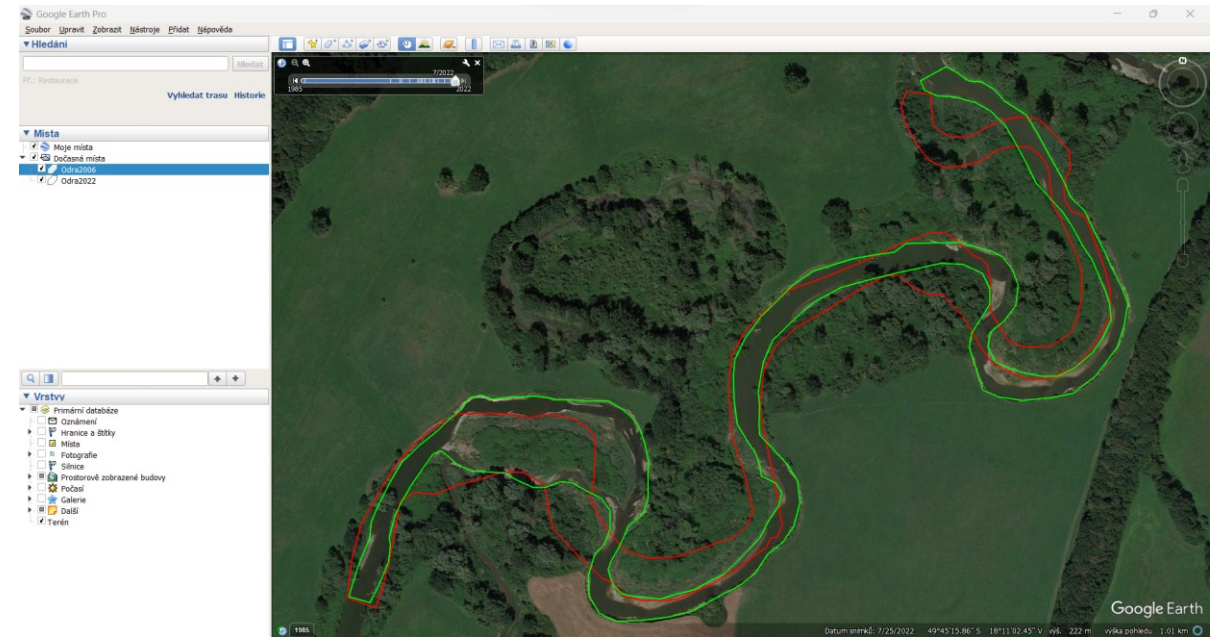 Google Earth Pro
Soubor Upravit Zobrazit Nástroje Přidat Nápověda
▼ Hledání
Hledat
Př.: Restaurace
Vyhledat trasu Historie
▼ Místa
Moje místa
Dočasná místa
Odra2006
Odra2022
▼ Vrstvy
Primární databáze
Oznámení
Hranice a štítky
Místa
Fotografie
Silnice
Prostorově zobrazené budovy
Počasí
Galerie
Další
Terén
7/2022
1985 2022
N
1985
Google Earth
Datum snímků: 7/25/2022 49°45'15.86" S 18°11'02.45" V výš. 222 m výška pohledu 1.01 km